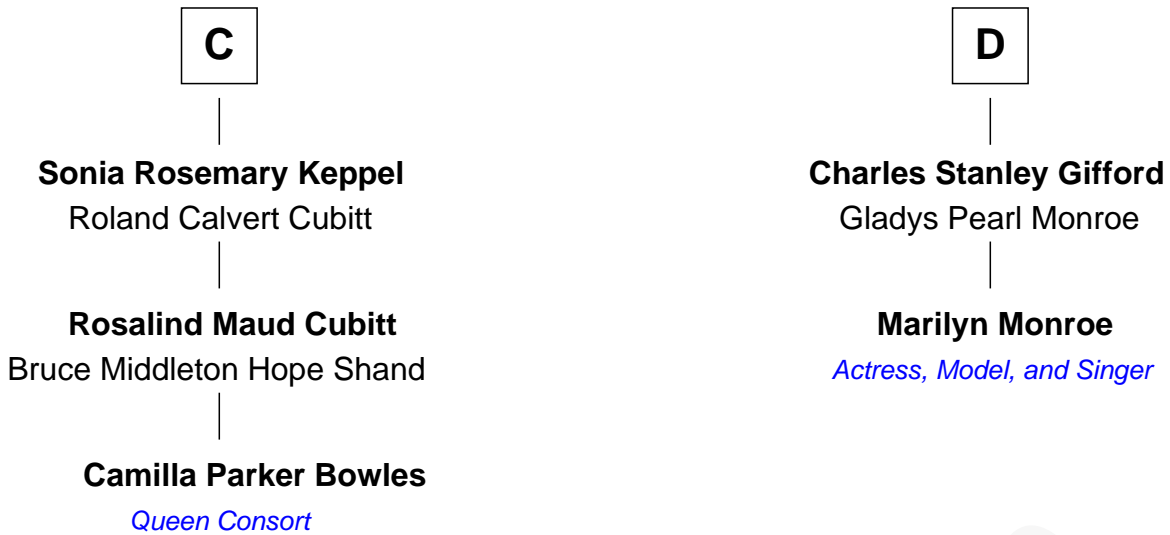 C
Sonia Rosemary Keppel
Roland Calvert Cubitt
Rosalind Maud Cubitt
Bruce Middleton Hope Shand
Camilla Parker Bowles
Queen Consort
D
Charles Stanley Gifford
Gladys Pearl Monroe
Marilyn Monroe
Actress, Model, and Singer